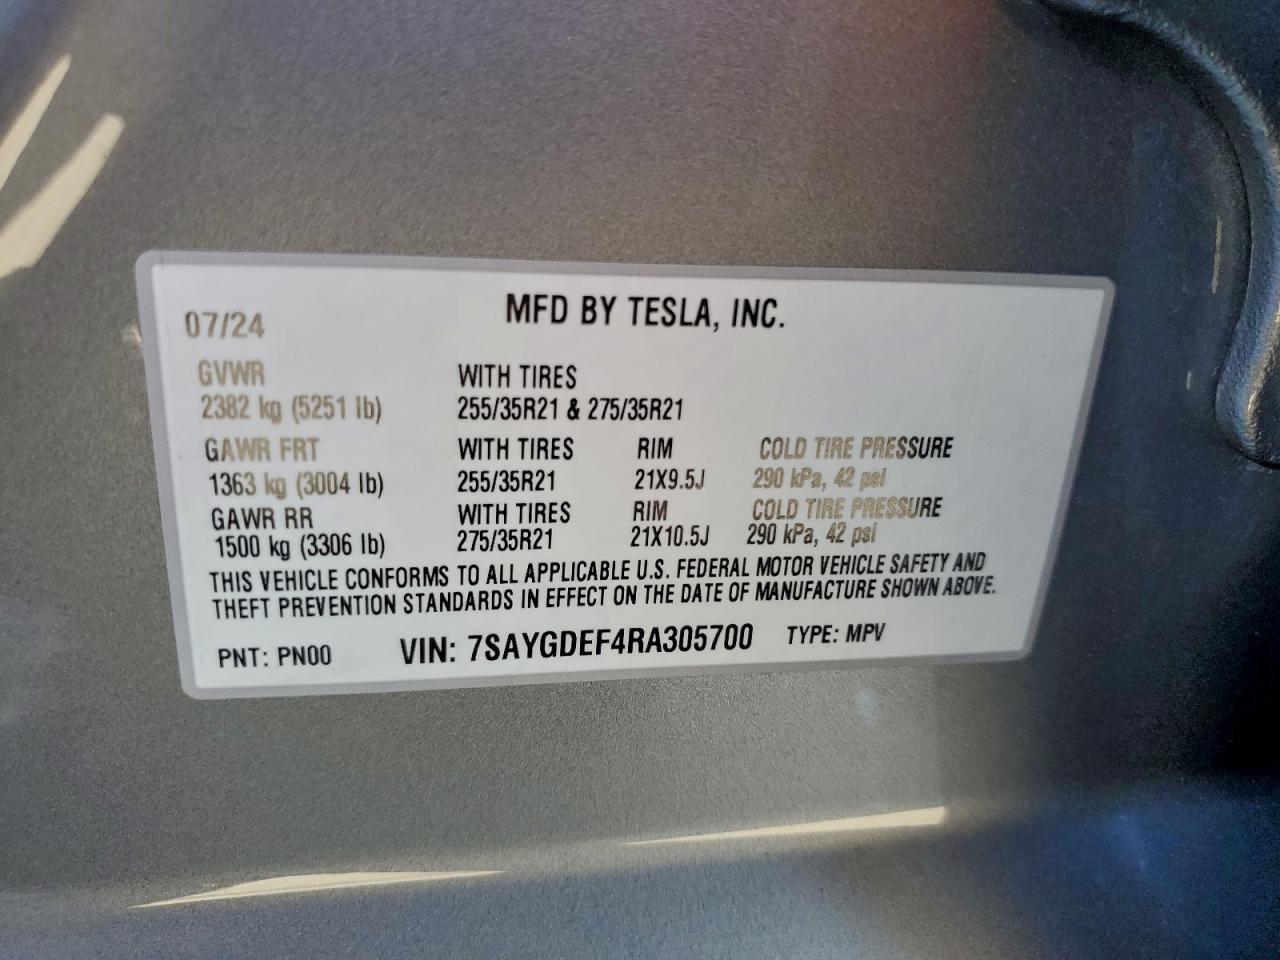 MFD BY TESLA, INC.
07/24
GVWR WITH TIRES
2382 kg (5251 lb) 255/35R21 & 275/35R21
GAWR FRT WITH TIRES RIM COLD TIRE PRESSURE
1363 kg (3004 lb) 255/35R21 21X9.5J 290 kPa, 42 psi
GAWR RR WITH TIRES RIM COLD TIRE PRESSURE
1500 kg (3306 lb) 275/35R21 21X10.5J 290 kPa, 42 psi
THIS VEHICLE CONFORMS TO ALL APPLICABLE U.S. FEDERAL MOTOR VEHICLE SAFETY AND
THEFT PREVENTION STANDARDS IN EFFECT ON THE DATE OF MANUFACTURE SHOWN ABOVE.
PNT: PN00 VIN: 7SAYGDEF4RA305700 TYPE: MPV